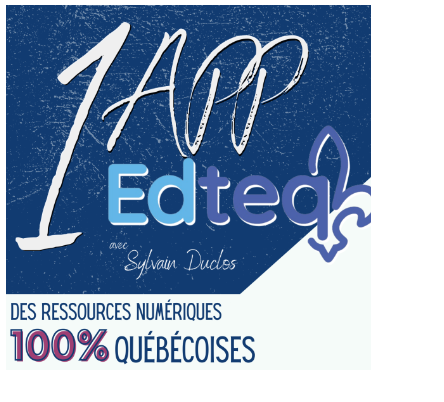 1 APP
Edteq
avec
Sylvain Duclos
DES RESSOURCES NUMÉRIQUES
100% QUÉBÉCOISES